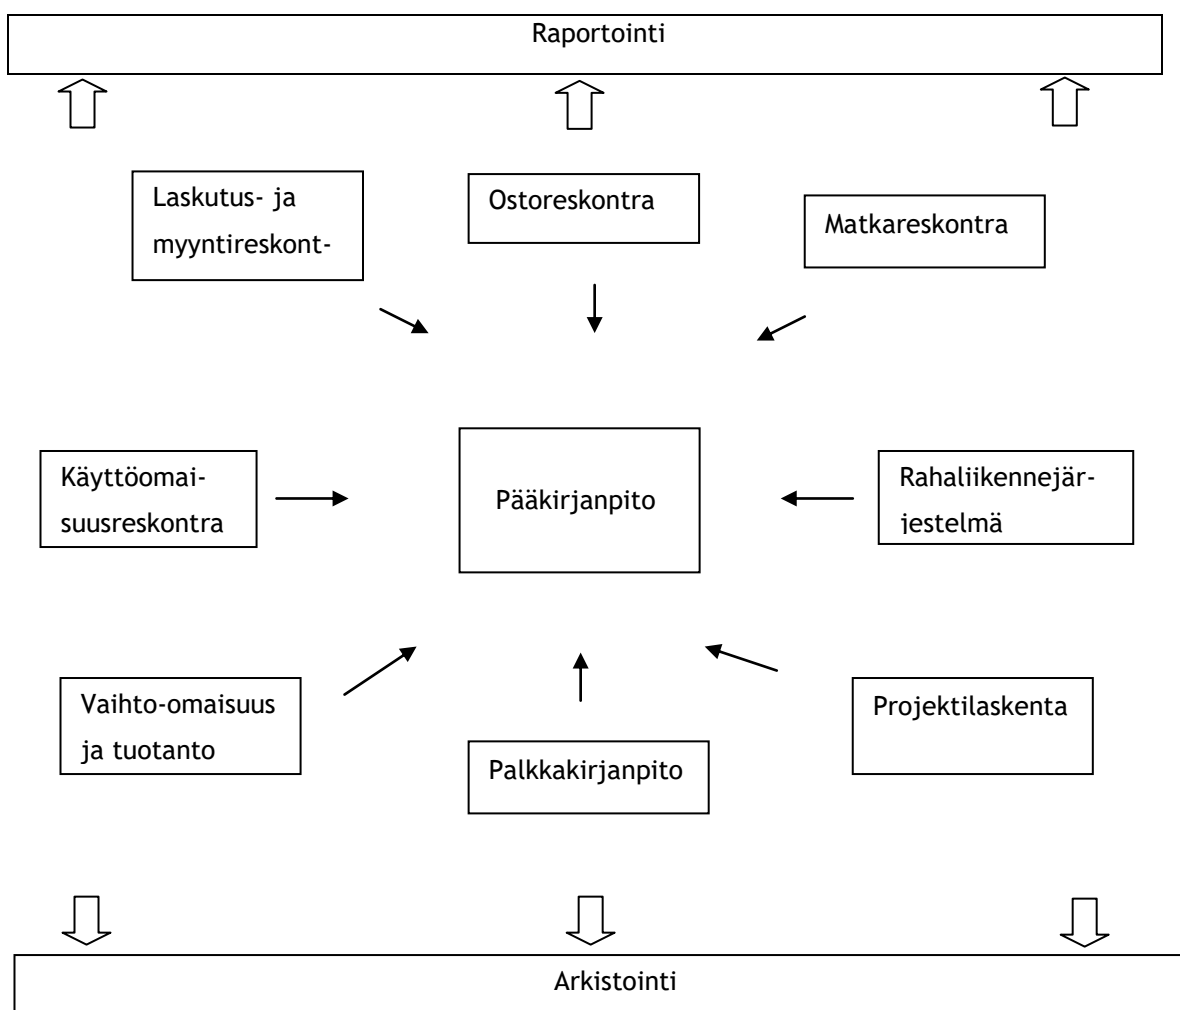 Raportointi
Laskutus- ja
myyntireskont-
Ostoreskontra
Matkareskontra
Käyttöomai-
suusreskontra
Pääkirjanpito
Rahaliikennejär-
jestelmä
Vaihto-omaisuus
ja tuotanto
Palkkakirjanpito
Projektilaskenta
Arkistointi